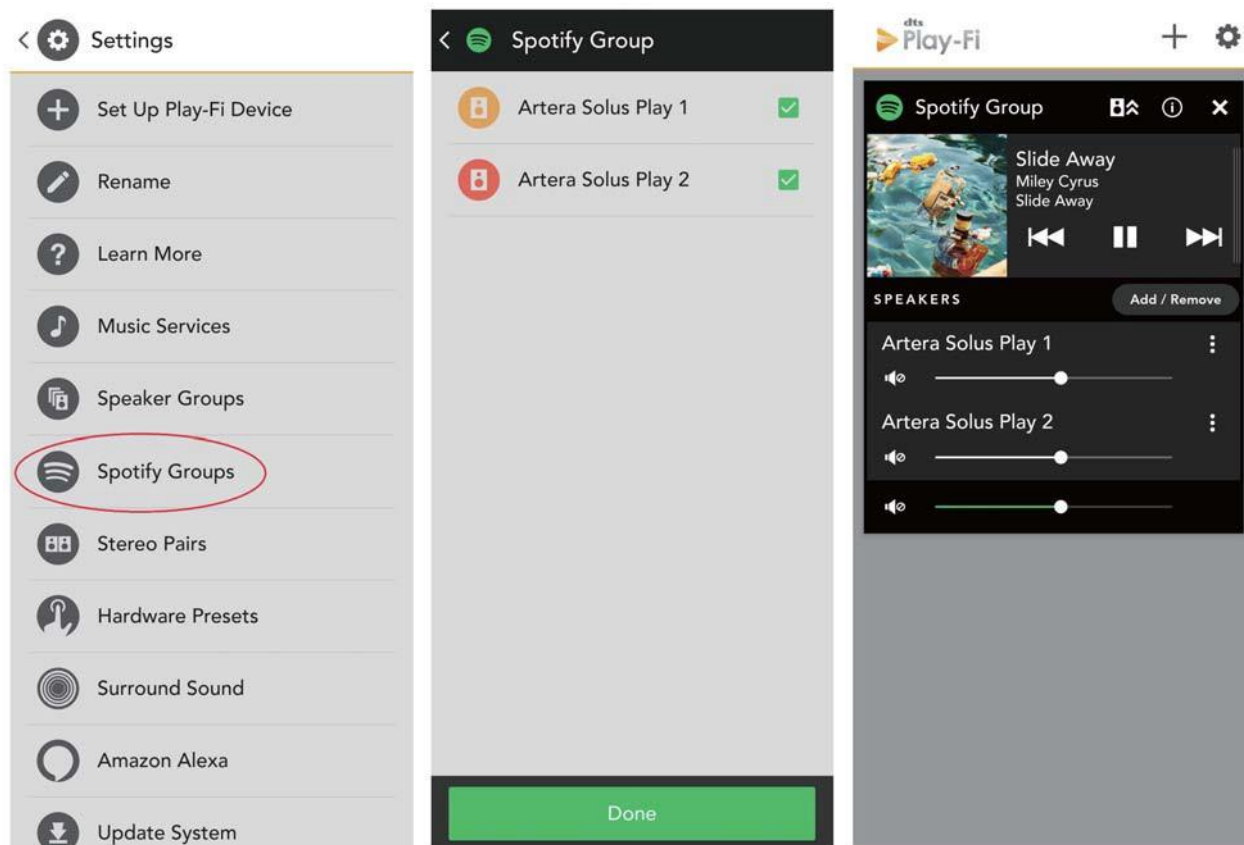 Settings
Set Up Play-Fi Device
Rename
Learn More
Music Services
Speaker Groups
Spotify Groups
Stereo Pairs
Hardware Presets
Surround Sound
Amazon Alexa
Update System
Spotify Group
Artera Solus Play 1
Artera Solus Play 2
Done
dts
Play-Fi
Spotify Group
Slide Away
Miley Cyrus
Slide Away
SPEAKERS
Add / Remove
Artera Solus Play 1
Artera Solus Play 2